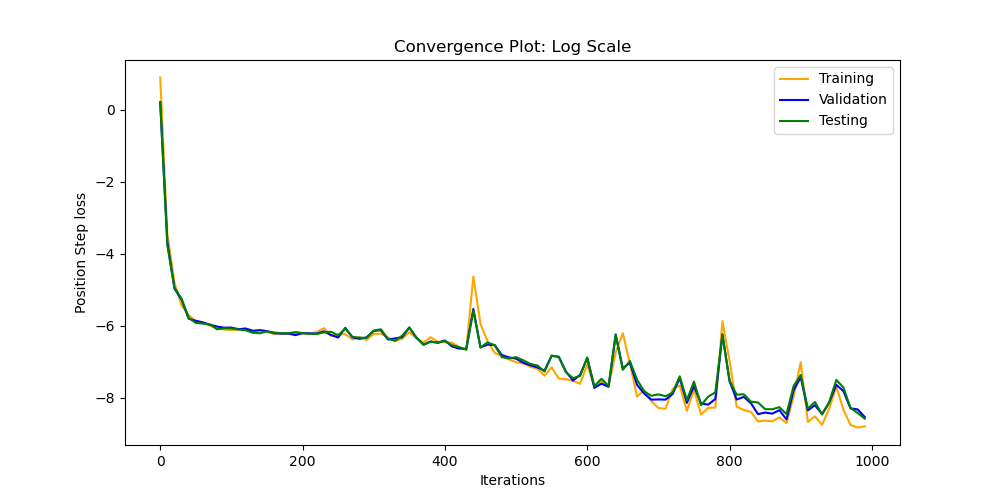 Convergence Plot: Log Scale
Training
Validation
Testing
Position Step loss
0
−2
−4
−6
−8
0 200 400 600 800 1000
Iterations